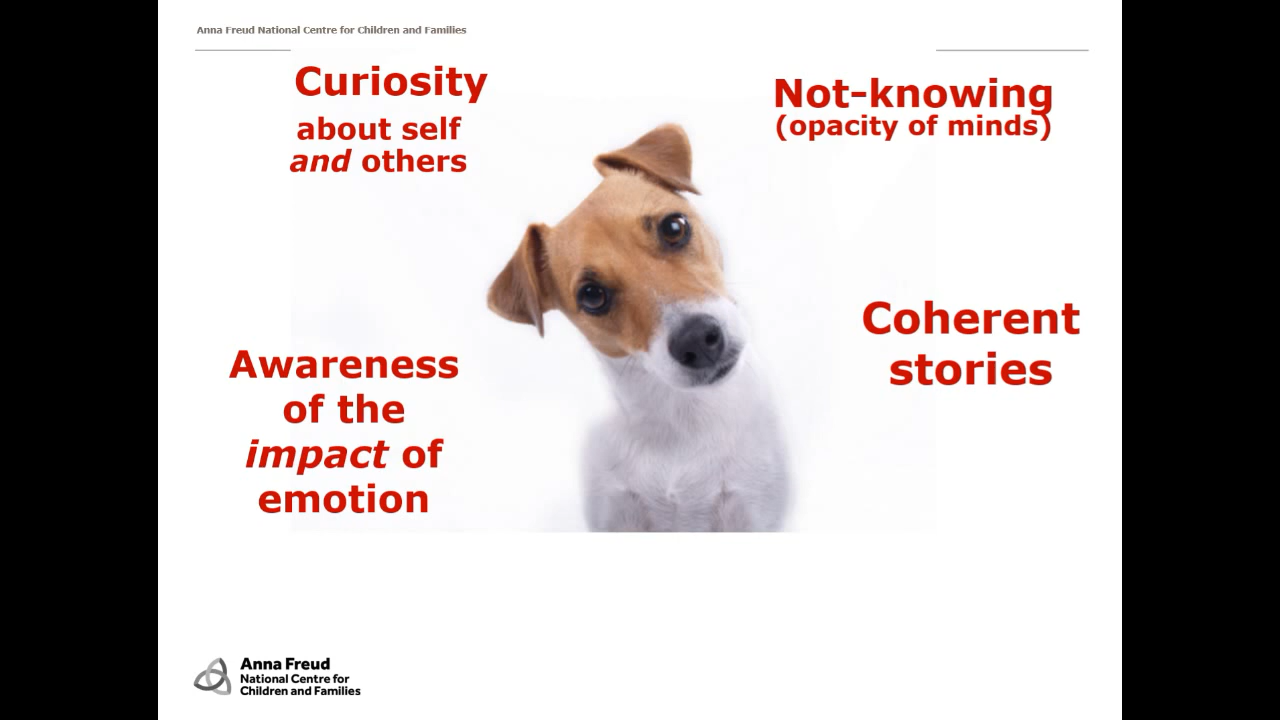 Anna Freud National Centre for Children and Families
Curiosity
about self
and others
Not-knowing
(opacity of minds)
Coherent
stories
Awareness
of the
impact of
emotion
Anna Freud
National Centre for
Children and Families